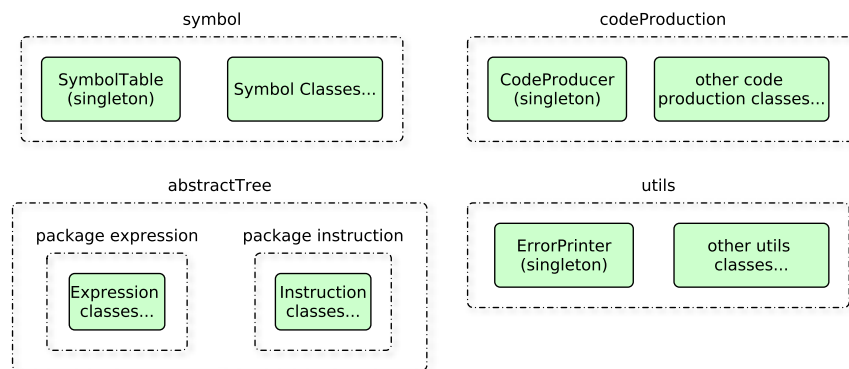 symbol
SymbolTable
(singleton)
Symbol Classes...
codeProduction
CodeProducer
(singleton)
other code
production classes...
abstractTree
package expression
Expression
classes...
package instruction
Instruction
classes...
utils
ErrorPrinter
(singleton)
other utils
classes...